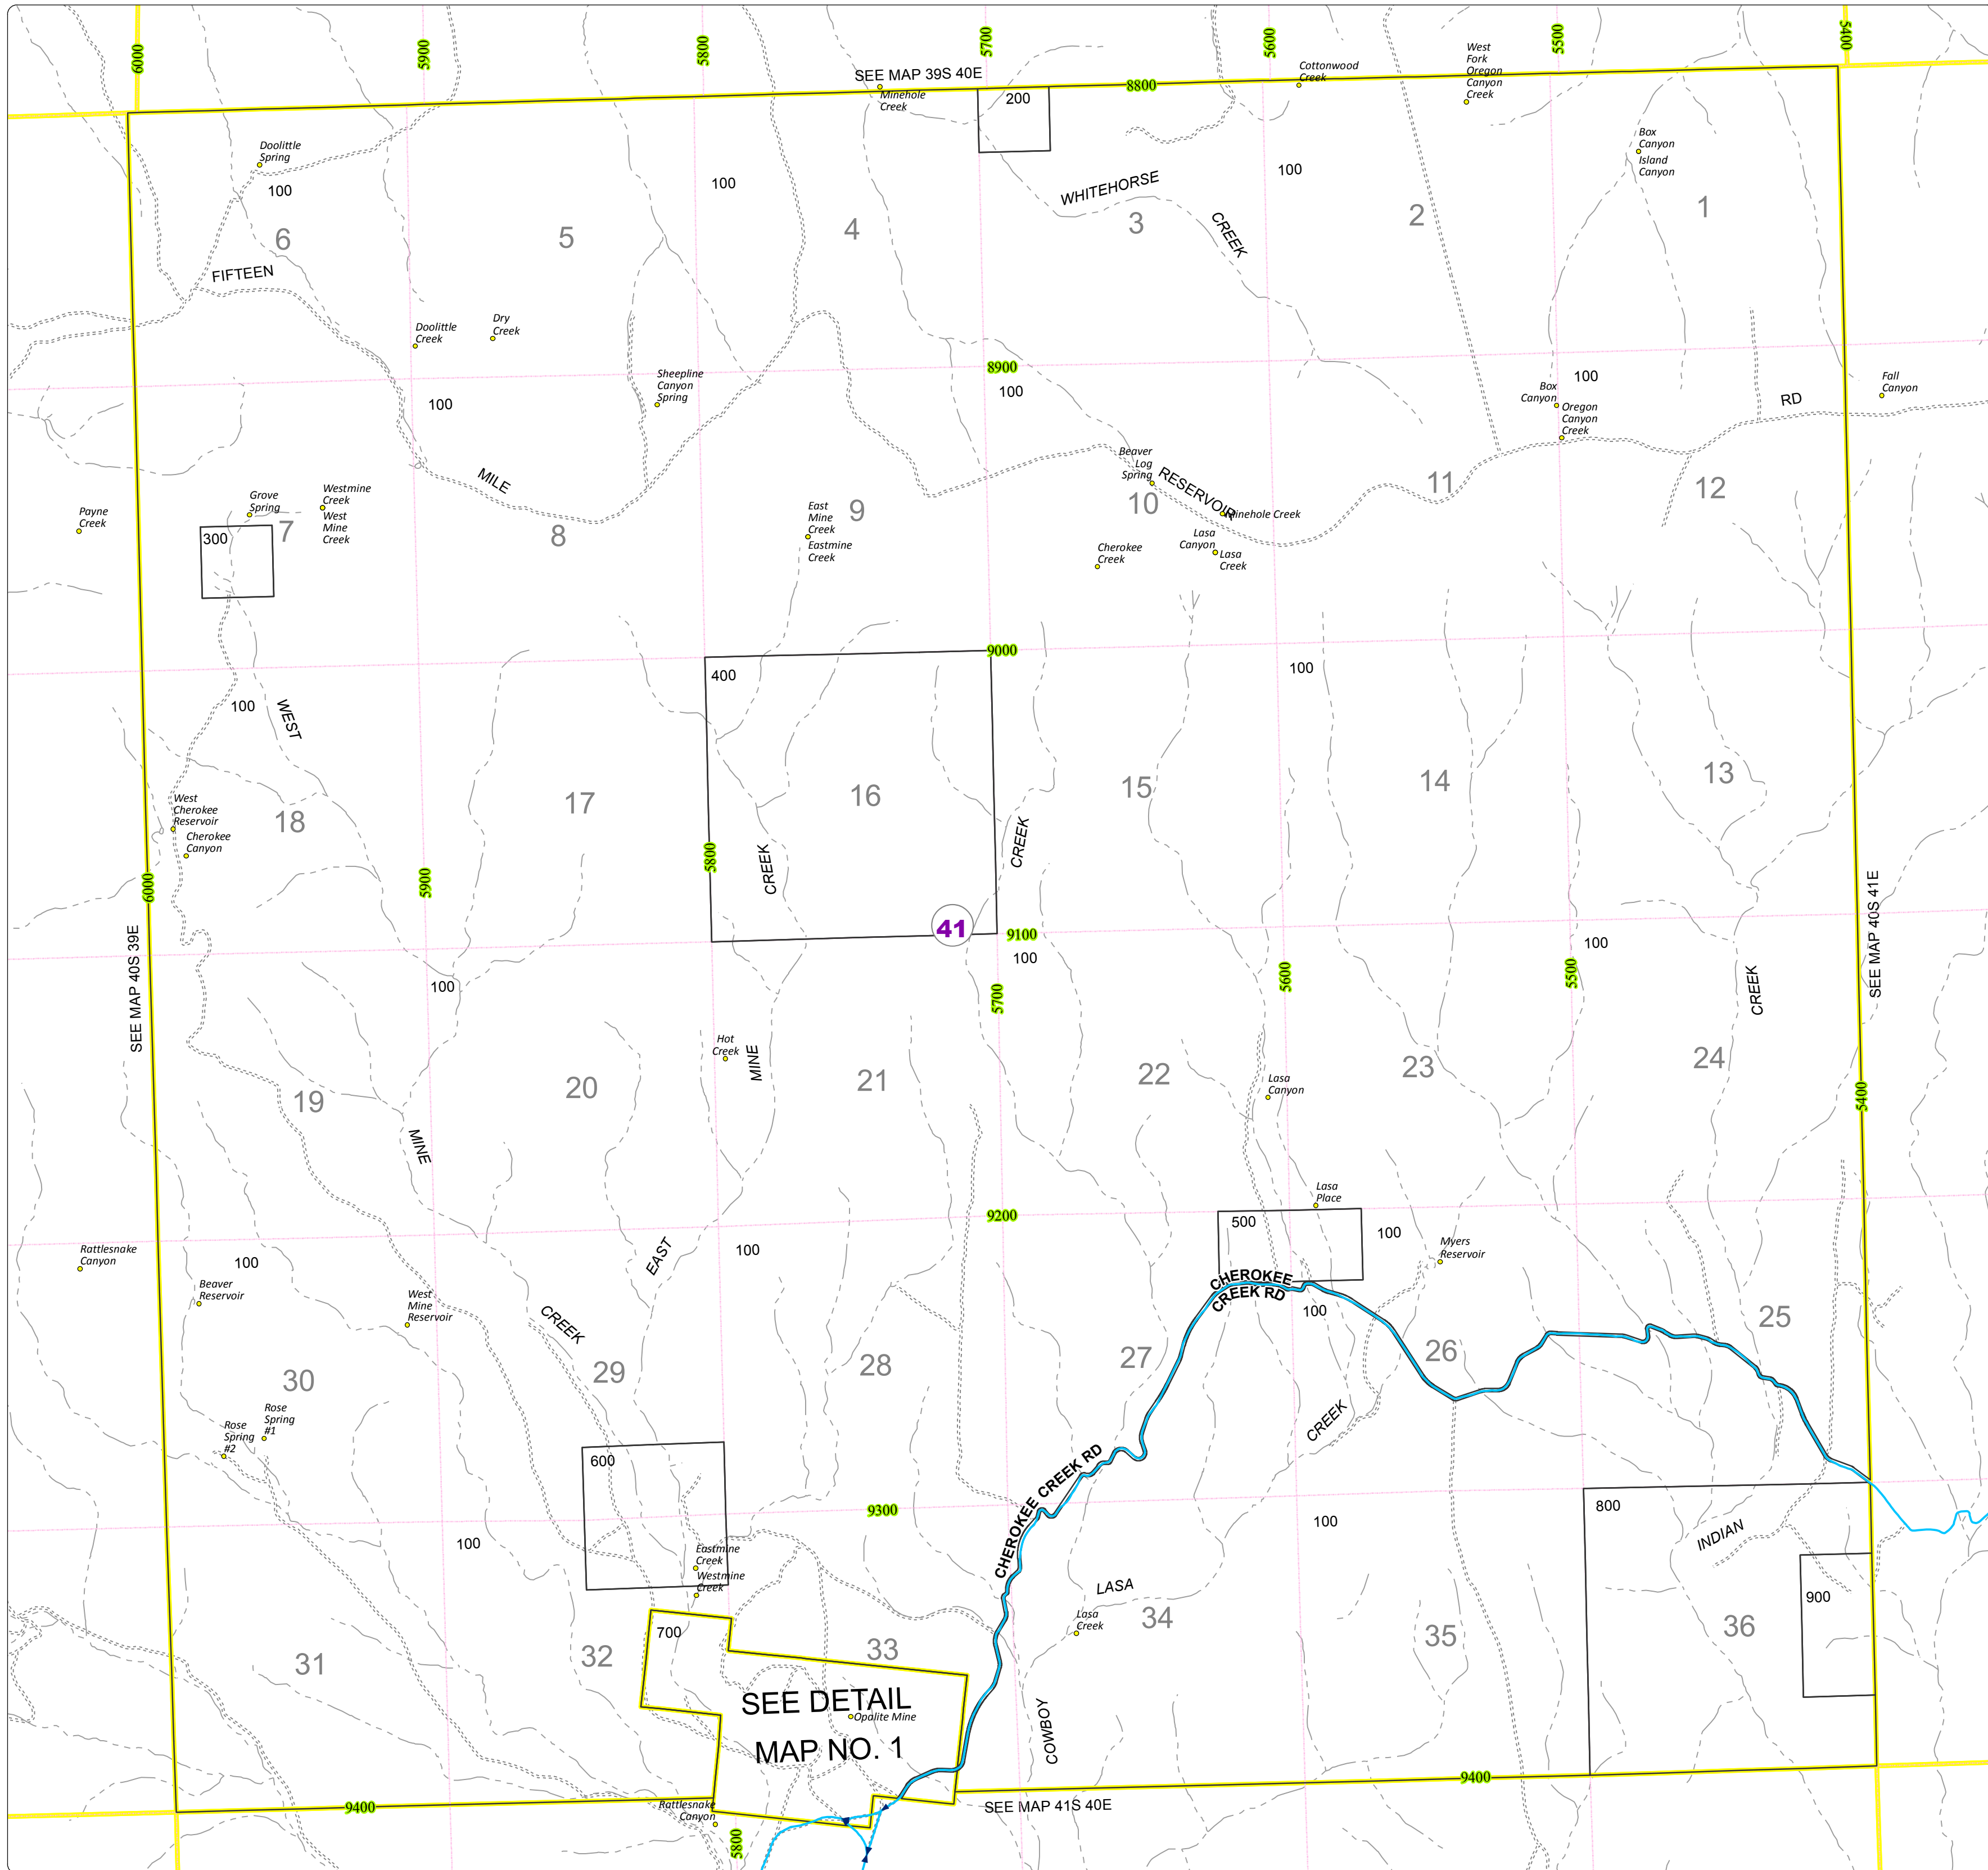 6000
5900
5800
5700
5600
5500
5400
SEE MAP 39S 40E
8800
Cottonwood
Creek
West
Fork
Oregon
Canyon
Creek
Minehole
Creek
200
Doolittle
Spring
100
100
100
Box
Canyon
Island
Canyon
WHITEHORSE
CREEK
6
5
4
3
2
1
FIFTEEN
Doolittle
Creek
Dry
Creek
Sheepline
Canyon
Spring
8900
100
100
100
Box
Canyon
Oregon
Canyon
Creek
RD
Fall
Canyon
MILE
Beaver
Log
Spring
RESERVOIR
Minehole Creek
Payne
Creek
Grove
Spring
Westmine
Creek
West
Mine
Creek
7
8
East
Mine
Creek
Eastmine
Creek
9
10
11
12
300
Cherokee
Creek
Lasa
Canyon
Lasa
Creek
9000
400
100
100
WEST
West
Cherokee
Reservoir
Cherokee
Canyon
18
17
16
15
14
13
6000
5900
5800
CREEK
CREEK
41
9100
100
100
SEE MAP 40S 39E
SEE MAP 40S 41E
100
5700
5600
5500
CREEK
Hot
Creek
MINE
19
20
21
22
23
24
Lasa
Canyon
5400
MINE
Lasa
Place
9200
500
100
100
100
EAST
Rattlesnake
Canyon
Beaver
Reservoir
West
Mine
Reservoir
Myers
Reservoir
CHEROKEE
CREEK RD
100
CREEK
30
29
28
27
26
25
Rose
Spring
#1
Rose
Spring
#2
CREEK
600
CHEROKEE CREEK RD
9300
100
100
800
INDIAN
Eastmine
Creek
Westmine
Creek
LASA
Lasa
Creek
900
700
31
32
33
34
35
36
SEE DETAIL
Opalite Mine
MAP NO. 1
COWBOY
9400
9400
Rattlesnake
Canyon
5800
SEE MAP 41S 40E